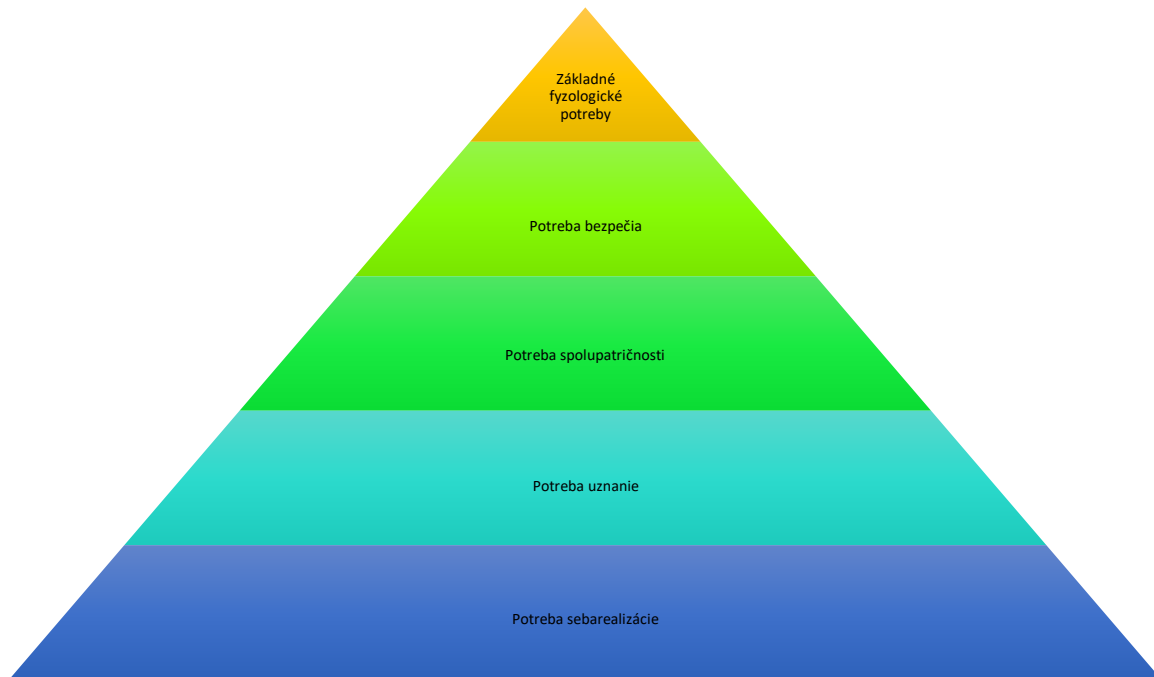 Základné
fyzologické
potreby
Potreba bezpečia
Potreba spolupatričnosti
Potreba uznanie
Potreba sebarealizácie